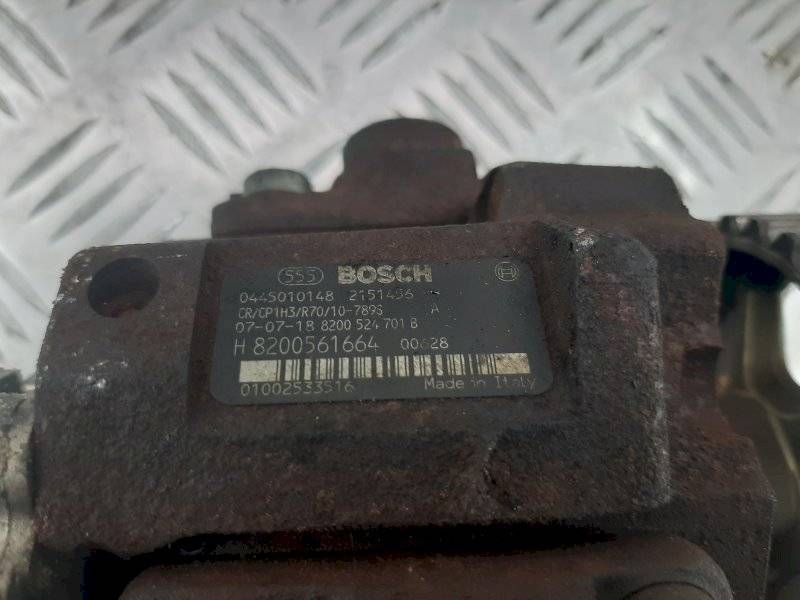 555 BOSCH
0445010148 2151456
CR/CP1H3/R70/10-789S A
07-07-18 8200 524 701 B
H 8200561664 00628
01002533516 Made in Italy